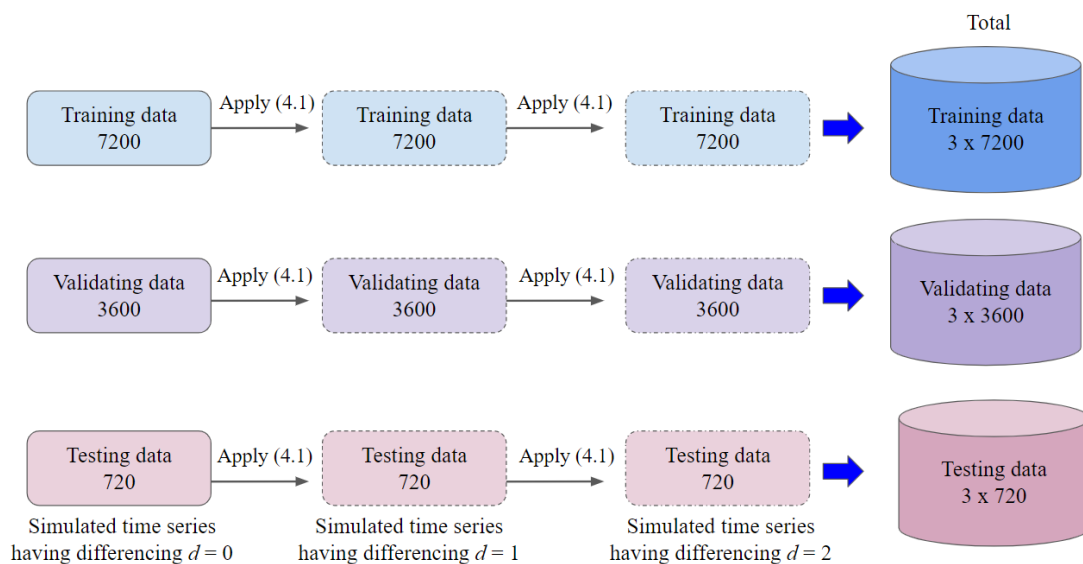 Total
Training data
7200
Apply (4.1)
Training data
7200
Apply (4.1)
Training data
7200
Training data
3 x 7200
Validating data
3600
Apply (4.1)
Validating data
3600
Apply (4.1)
Validating data
3600
Validating data
3 x 3600
Testing data
720
Apply (4.1)
Testing data
720
Apply (4.1)
Testing data
720
Testing data
3 x 720
Simulated time series
having differencing d = 0
Simulated time series
having differencing d = 1
Simulated time series
having differencing d = 2